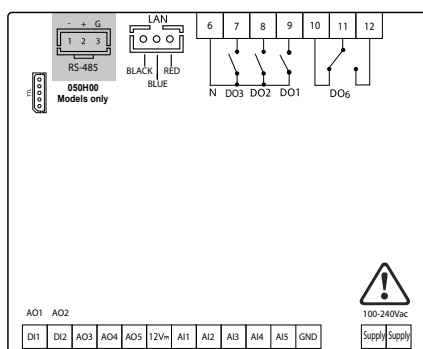 - + G
1 2 3
RS-485
050H00
Models only
TTL
LAN
BLACK RED
BLUE
6 7 8 9 10 11 12
N DO3 DO2 DO1 DO6
100-240Vac
AO1 AO2
DI1 DI2 AO3 AO4 AO5 12V⎓ AI1 AI2 AI3 AI4 AI5 GND Supply Supply